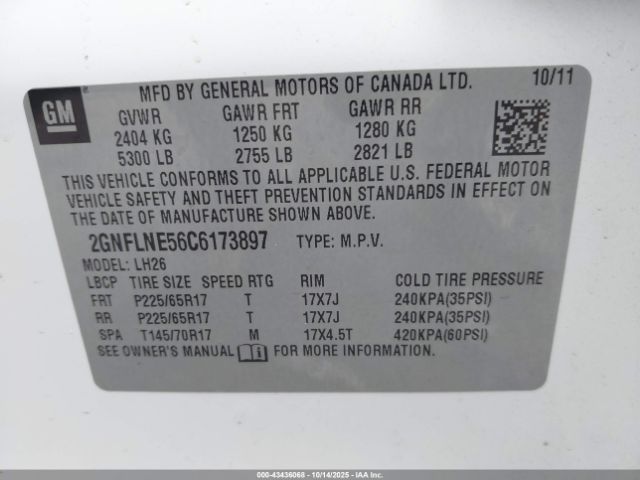 MFD BY GENERAL MOTORS OF CANADA LTD. 10/11
GM
GVWR GAWR FRT GAWR RR
2404 KG 1250 KG 1280 KG
5300 LB 2755 LB 2821 LB
THIS VEHICLE CONFORMS TO ALL APPLICABLE U.S. FEDERAL MOTOR
VEHICLE SAFETY AND THEFT PREVENTION STANDARDS IN EFFECT ON
THE DATE OF MANUFACTURE SHOWN ABOVE.
2GNFLNE56C6173897 TYPE: M.P.V.
MODEL: LH26
LBCP TIRE SIZE SPEED RTG RIM COLD TIRE PRESSURE
FRT P225/65R17 T 17X7J 240KPA(35PSI)
RR P225/65R17 T 17X7J 240KPA(35PSI)
SPA T145/70R17 M 17X4.5T 420KPA(60PSI)
SEE OWNER'S MANUAL FOR MORE INFORMATION.
000-43436068 - 10/14/2025 - IAA Inc. Copyright